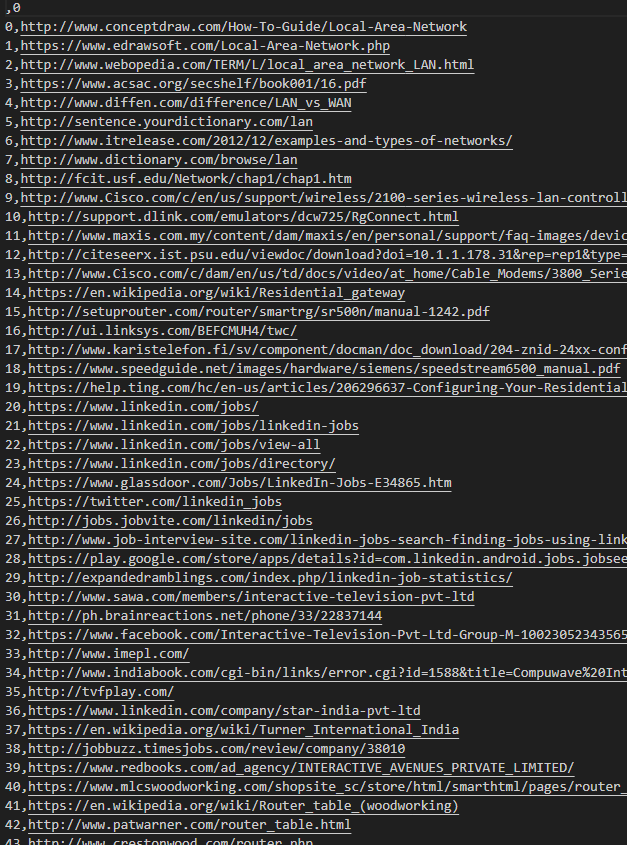 ,0
0,http://www.conceptdraw.com/How-To-Guide/Local-Area-Network
1,https://www.edrawsoft.com/Local-Area-Network.php
2,http://www.webopedia.com/TERM/L/local_area_network_LAN.html
3,https://www.acsac.org/secshelf/book001/16.pdf
4,http://www.diffen.com/difference/LAN_vs_WAN
5,http://sentence.yourdictionary.com/lan
6,http://www.itrelease.com/2012/12/examples-and-types-of-networks/
7,http://www.dictionary.com/browse/lan
8,http://fcit.usf.edu/Network/chap1/chap1.htm
9,http://www.Cisco.com/c/en/us/support/wireless/2100-series-wireless-lan-controll
10,http://support.dlink.com/emulators/dcw725/RgConnect.html
11,http://www.maxis.com.my/content/dam/maxis/en/personal/support/faq-images/devic
12,http://citeseerx.ist.psu.edu/viewdoc/download?doi=10.1.1.178.31&rep=rep1&type=
13,http://www.Cisco.com/c/dam/en/us/td/docs/video/at_home/Cable_Modems/3800_Serie
14,https://en.wikipedia.org/wiki/Residential_gateway
15,http://setuprouter.com/router/smartrg/sr500n/manual-1242.pdf
16,http://ui.linksys.com/BEFCMUH4/twc/
17,http://www.karistelefon.fi/sv/component/docman/doc_download/204-znid-24xx-conf
18,https://www.speedguide.net/images/hardware/siemens/speedstream6500_manual.pdf
19,https://help.ting.com/hc/en-us/articles/206296637-Configuring-Your-Residential
20,https://www.linkedin.com/jobs/
21,https://www.linkedin.com/jobs/linkedin-jobs
22,https://www.linkedin.com/jobs/view-all
23,https://www.linkedin.com/jobs/directory/
24,https://www.glassdoor.com/Jobs/LinkedIn-Jobs-E34865.htm
25,https://twitter.com/linkedin_jobs
26,http://jobs.jobvite.com/linkedin/jobs
27,http://www.job-interview-site.com/linkedin-jobs-search-finding-jobs-using-link
28,https://play.google.com/store/apps/details?id=com.linkedin.android.jobs.jobsee
29,http://expandedramblings.com/index.php/linkedin-job-statistics/
30,http://www.sawa.com/members/interactive-television-pvt-ltd
31,http://ph.brainreactions.net/phone/33/22837144
32,https://www.facebook.com/Interactive-Television-Pvt-Ltd-Group-M-10023052343565
33,http://www.imepl.com/
34,http://www.indiabook.com/cgi-bin/links/error.cgi?id=1588&title=Compuwave%20Int
35,http://tvfplay.com/
36,https://www.linkedin.com/company/star-india-pvt-ltd
37,https://en.wikipedia.org/wiki/Turner_International_India
38,http://jobbuzz.timesjobs.com/review/company/38010
39,https://www.redbooks.com/ad_agency/INTERACTIVE_AVENUES_PRIVATE_LIMITED/
40,https://www.mlcswoodworking.com/shopsite_sc/store/html/smarthtml/pages/router_
41,https://en.wikipedia.org/wiki/Router_table_(woodworking)
42,http://www.patwarner.com/router_table.html
43,http://www.crestonwood.com/router.php